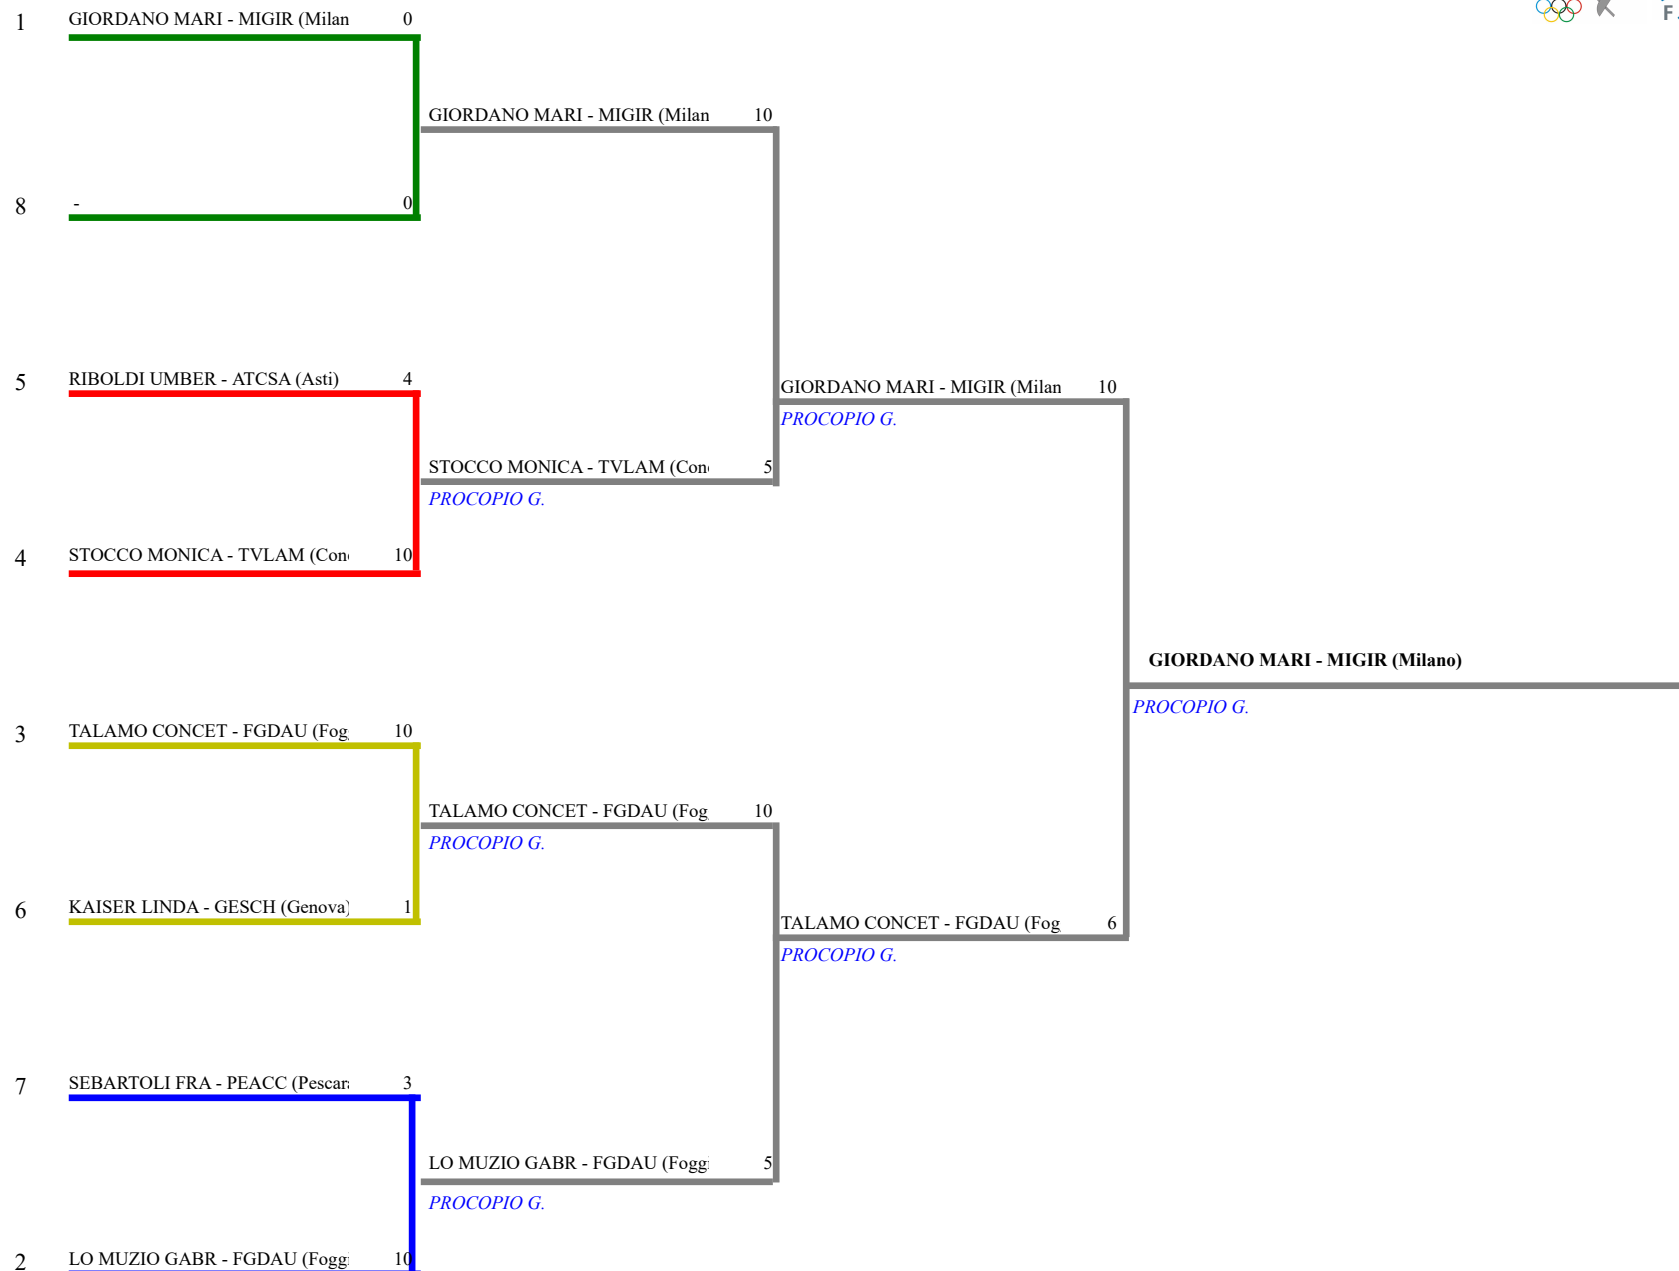 1 GIORDANO MARI - MIGIR (Milan 0
F
GIORDANO MARI - MIGIR (Milan 10
8 - 0
5 RIBOLDI UMBER - ATCSA (Asti) 4
GIORDANO MARI - MIGIR (Milan 10
PROCOPIO G.
STOCCO MONICA - TVLAM (Con 5
PROCOPIO G.
4 STOCCO MONICA - TVLAM (Con 10
GIORDANO MARI - MIGIR (Milano)
PROCOPIO G.
3 TALAMO CONCET - FGDAU (Fog 10
TALAMO CONCET - FGDAU (Fog 10
PROCOPIO G.
6 KAISER LINDA - GESCH (Genova) 1
TALAMO CONCET - FGDAU (Fog 6
PROCOPIO G.
7 SEBARTOLI FRA - PEACC (Pescar 3
LO MUZIO GABR - FGDAU (Fogg 5
PROCOPIO G.
2 LO MUZIO GABR - FGDAU (Fogg 10